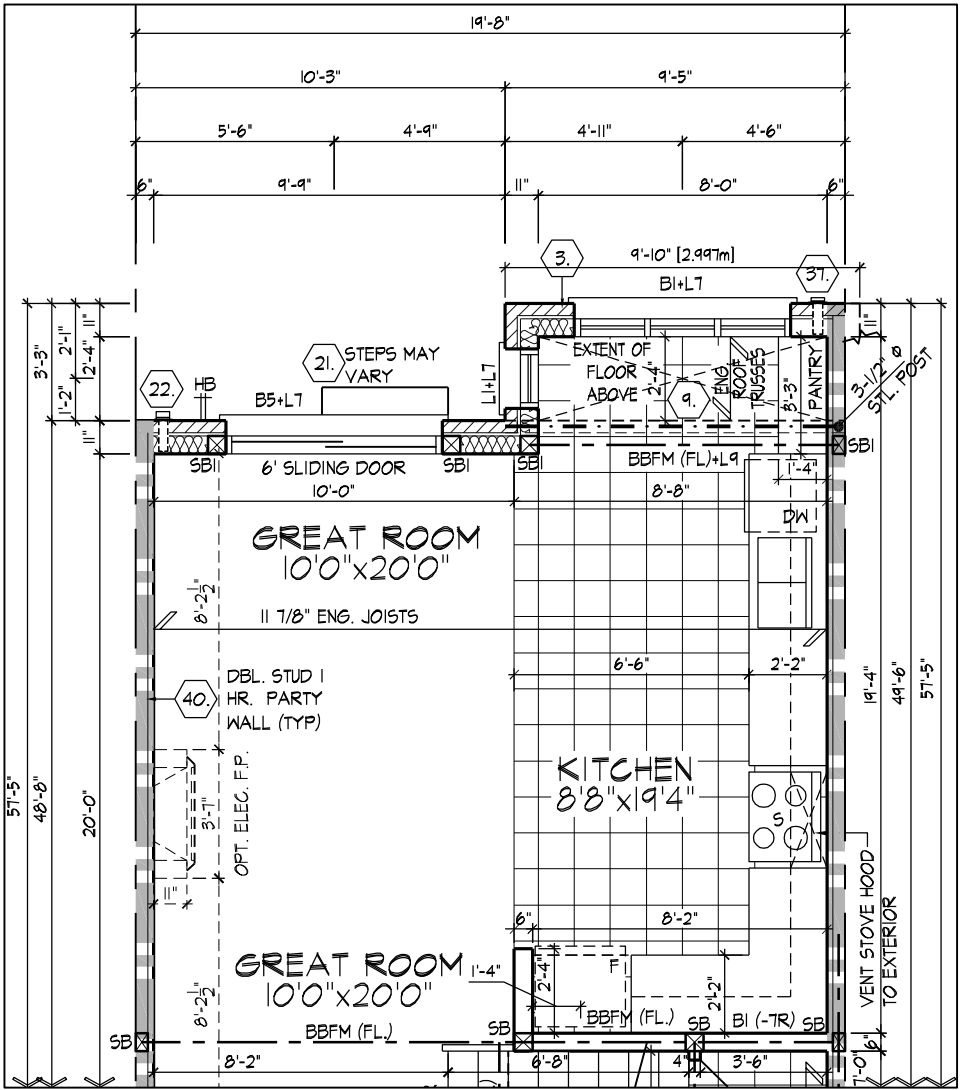 19'-8"
10'-3"
9'-5"
5'-6"
4'-9"
4'-11"
4'-6"
6"
9'-9"
11"
8'-0"
6"
3.
9'-10" [2.997m]
37.
B1+L7
3'-3"
2'-1"
11"
2'-4"
1'-2"
11"
21.
STEPS MAY
VARY
22.
HB
B5+L7
L1+L7
EXTENT OF
FLOOR
ABOVE
2'-4"
9.
ENG
ROOF
TRUSSES
3'-3"
PANTRY
11"
3-1/2" Ø
STL. POST
SB1
SB1
SB1
SB1
6' SLIDING DOOR
BBFM (FL)+L9
1'-4"
10'-0"
8'-8"
DW
GREAT ROOM
10'0"x20'0"
8'-2 1/2"
11 7/8" ENG. JOISTS
6'-6"
2'-2"
40.
DBL. STUD 1
HR. PARTY
WALL (TYP)
19'-4"
49'-6"
57'-5"
57'-5"
48'-8"
20'-0"
3'-7"
OPT. ELEC. F.P.
11"
KITCHEN
8'8"x19'4"
S
VENT STOVE HOOD
TO EXTERIOR
6"
8'-2"
GREAT ROOM
10'0"x20'0"
8'-2 1/2"
1'-4"
2'-4"
F
2'-2"
BBFM (FL.)
BBFM (FL.)
B1 (-7R)
SB
SB
SB
SB
6"
8'-2"
6'-8"
4"
3'-6"
7'-0"